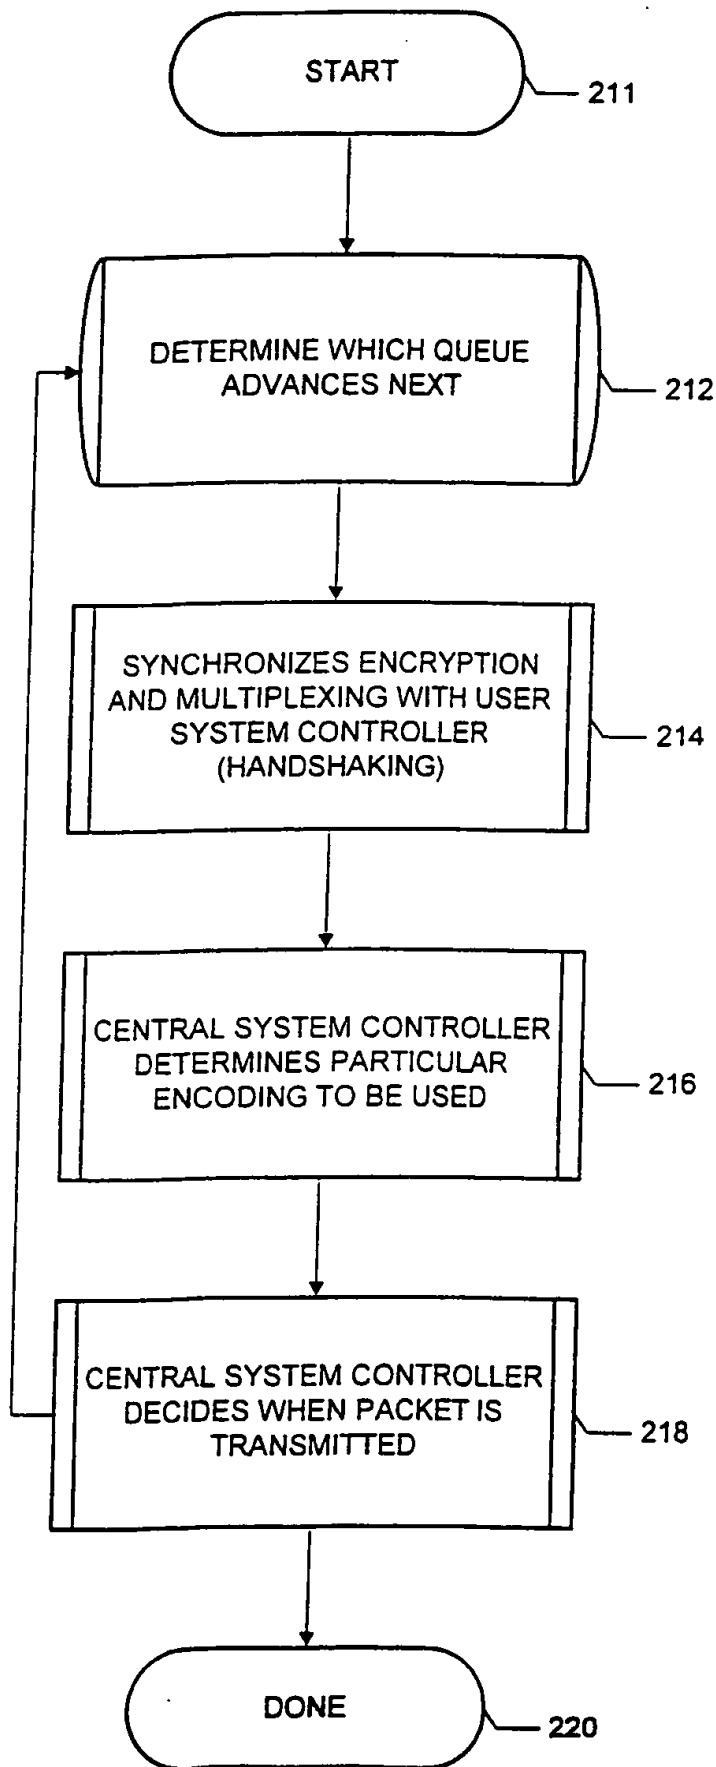 START
211
DETERMINE WHICH QUEUE
ADVANCES NEXT
212
SYNCHRONIZES ENCRYPTION
AND MULTIPLEXING WITH USER
SYSTEM CONTROLLER
(HANDSHAKING)
214
CENTRAL SYSTEM CONTROLLER
DETERMINES PARTICULAR
ENCODING TO BE USED
216
CENTRAL SYSTEM CONTROLLER
DECIDES WHEN PACKET IS
TRANSMITTED
218
DONE
220